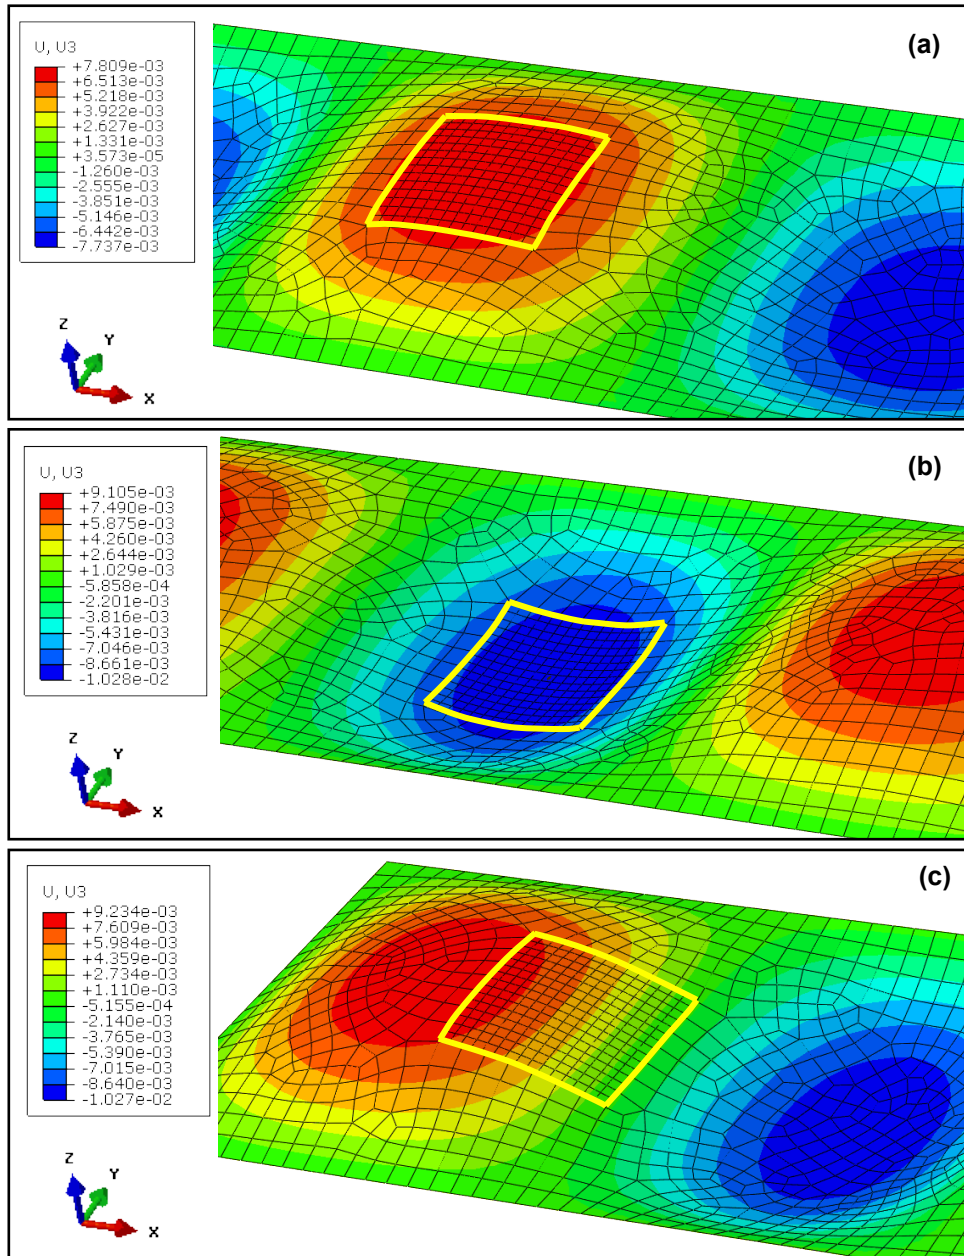 (a)
U, U3
+7.809e-03
+6.513e-03
+5.218e-03
+3.922e-03
+2.627e-03
+1.331e-03
+3.573e-05
-1.260e-03
-2.555e-03
-3.851e-03
-5.146e-03
-6.442e-03
-7.737e-03
Z
Y
X
(b)
U, U3
+9.105e-03
+7.490e-03
+5.875e-03
+4.260e-03
+2.644e-03
+1.029e-03
-5.858e-04
-2.201e-03
-3.816e-03
-5.431e-03
-7.046e-03
-8.661e-03
-1.028e-02
Z
Y
X
(c)
U, U3
+9.234e-03
+7.609e-03
+5.984e-03
+4.359e-03
+2.734e-03
+1.110e-03
-5.155e-04
-2.140e-03
-3.765e-03
-5.390e-03
-7.015e-03
-8.640e-03
-1.027e-02
Z
Y
X